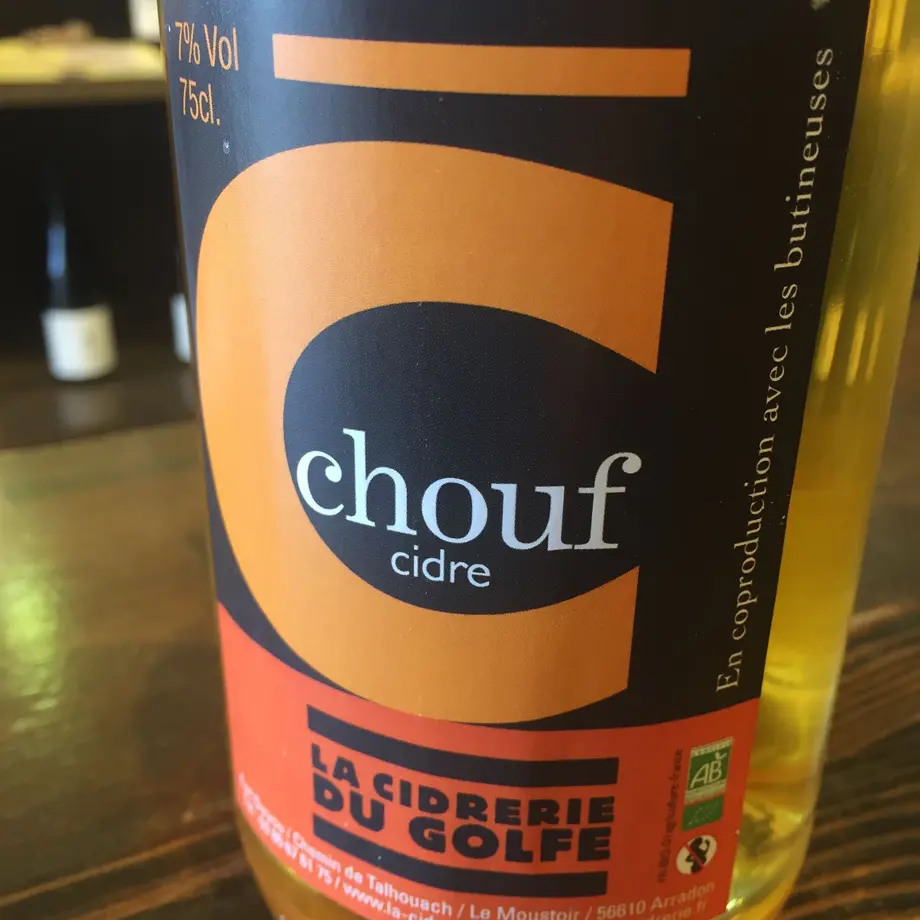 7% Vol
75cl.
chouf
cidre
En coproduction avec les butineuses
LA CIDRERIE
DU GOLFE
AB
Chemin de Talhouach / Le Moustoir / 56610 Arradon